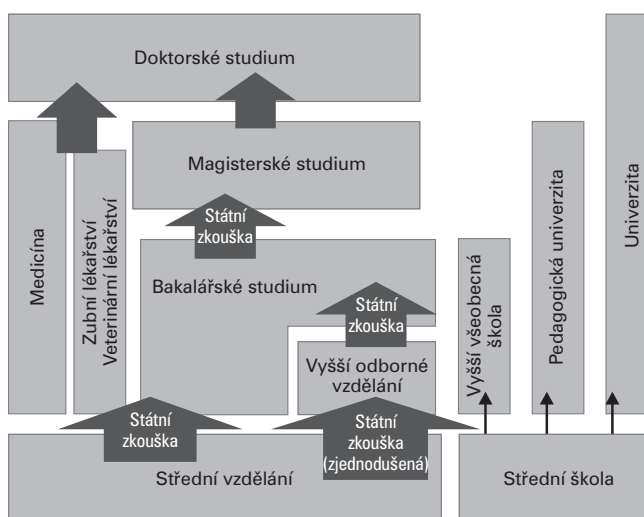 Doktorské studium
Magisterské studium
Státní
zkouška
Medicína
Zubní lékařství
Veterinární lékařství
Bakalářské studium
Státní
zkouška
Vyšší odborné
vzdělání
Vyšší všeobecná
škola
Pedagogická univerzita
Univerzita
Státní
zkouška
Státní
zkouška
(zjednodušená)
Střední vzdělání
Střední škola